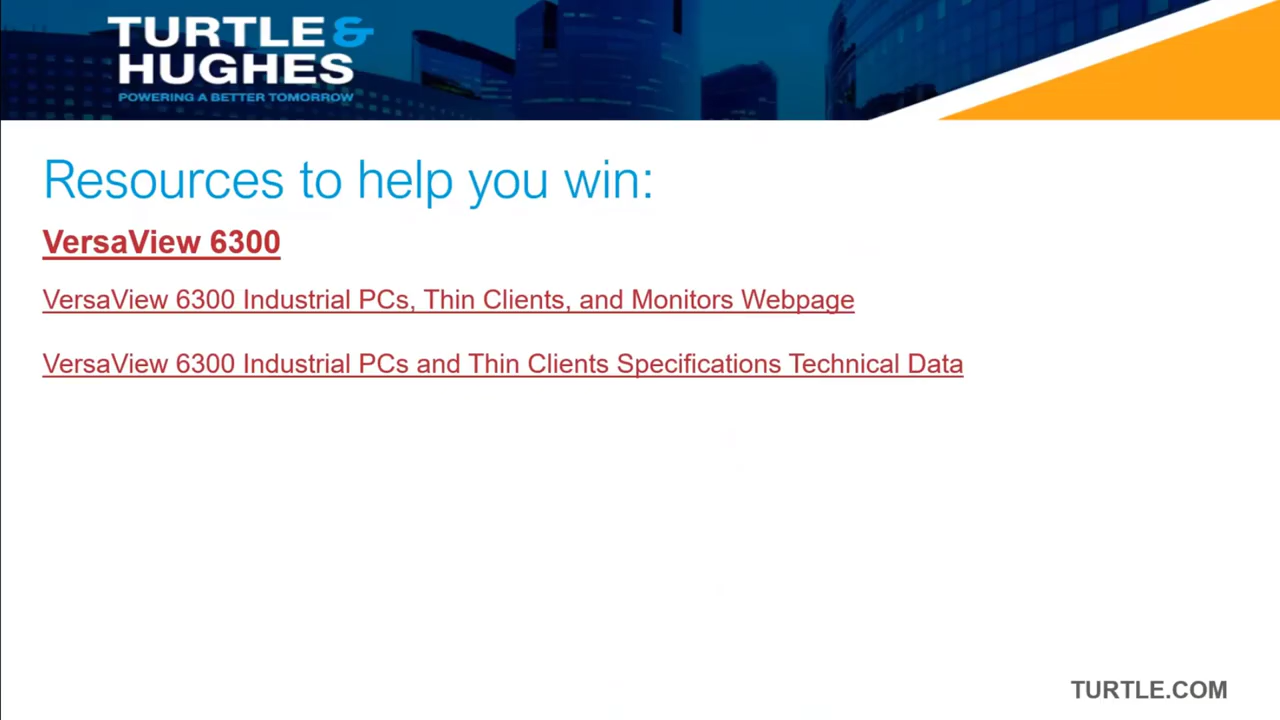 TURTLE &
HUGHES
POWERING A BETTER TOMORROW
Resources to help you win:
VersaView 6300
VersaView 6300 Industrial PCs, Thin Clients, and Monitors Webpage
VersaView 6300 Industrial PCs and Thin Clients Specifications Technical Data
TURTLE.COM